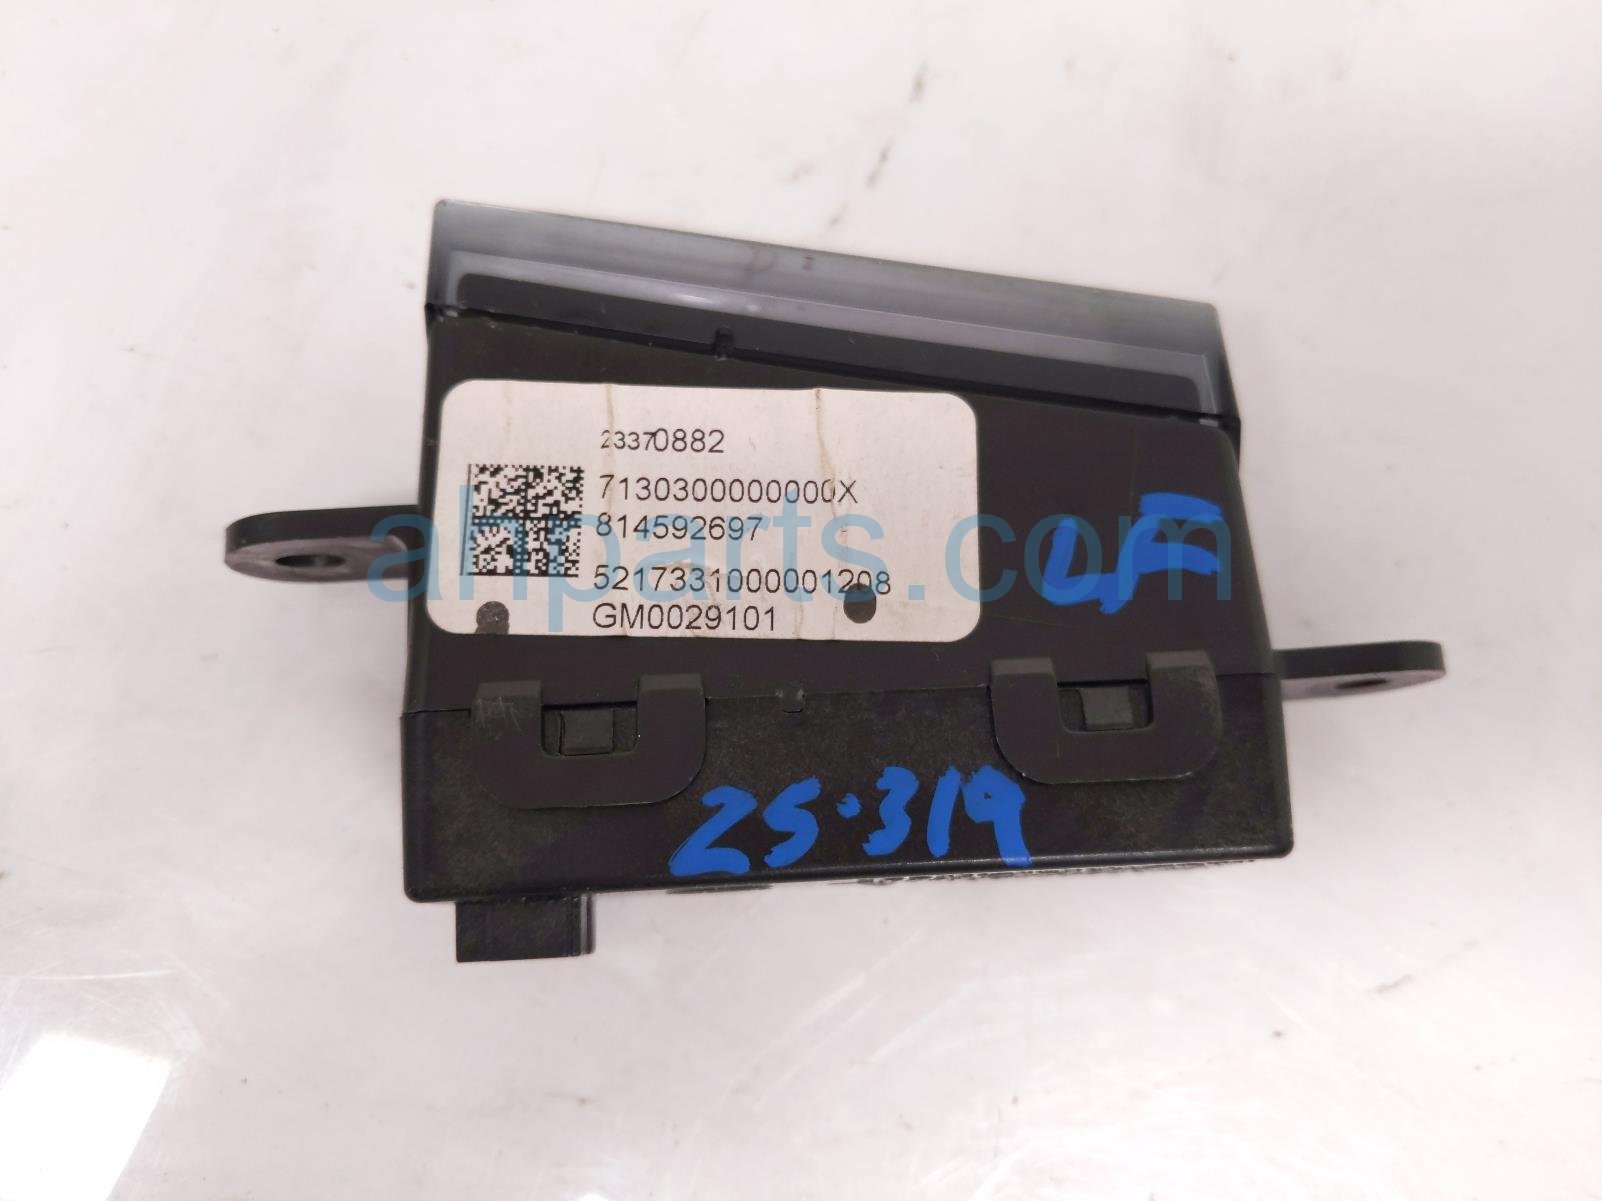 23370882
7130300000000X
814592697
5217331000001208
GM0029101
LF
25.319
ahparts.com